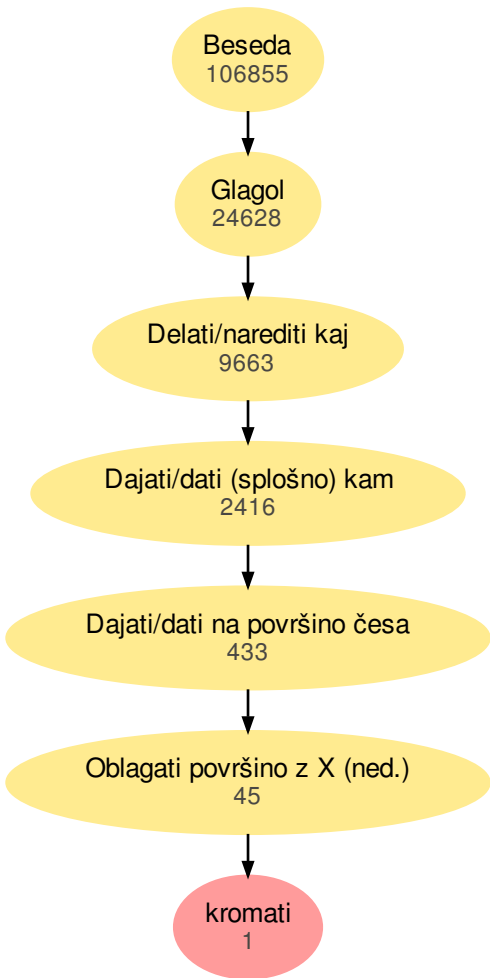 Beseda
106855
Glagol
24628
Delati/narediti kaj
9663
Dajati/dati (splošno) kam
2416
Dajati/dati na površino česa
433
Oblagati površino z X (ned.)
45
kromati
1